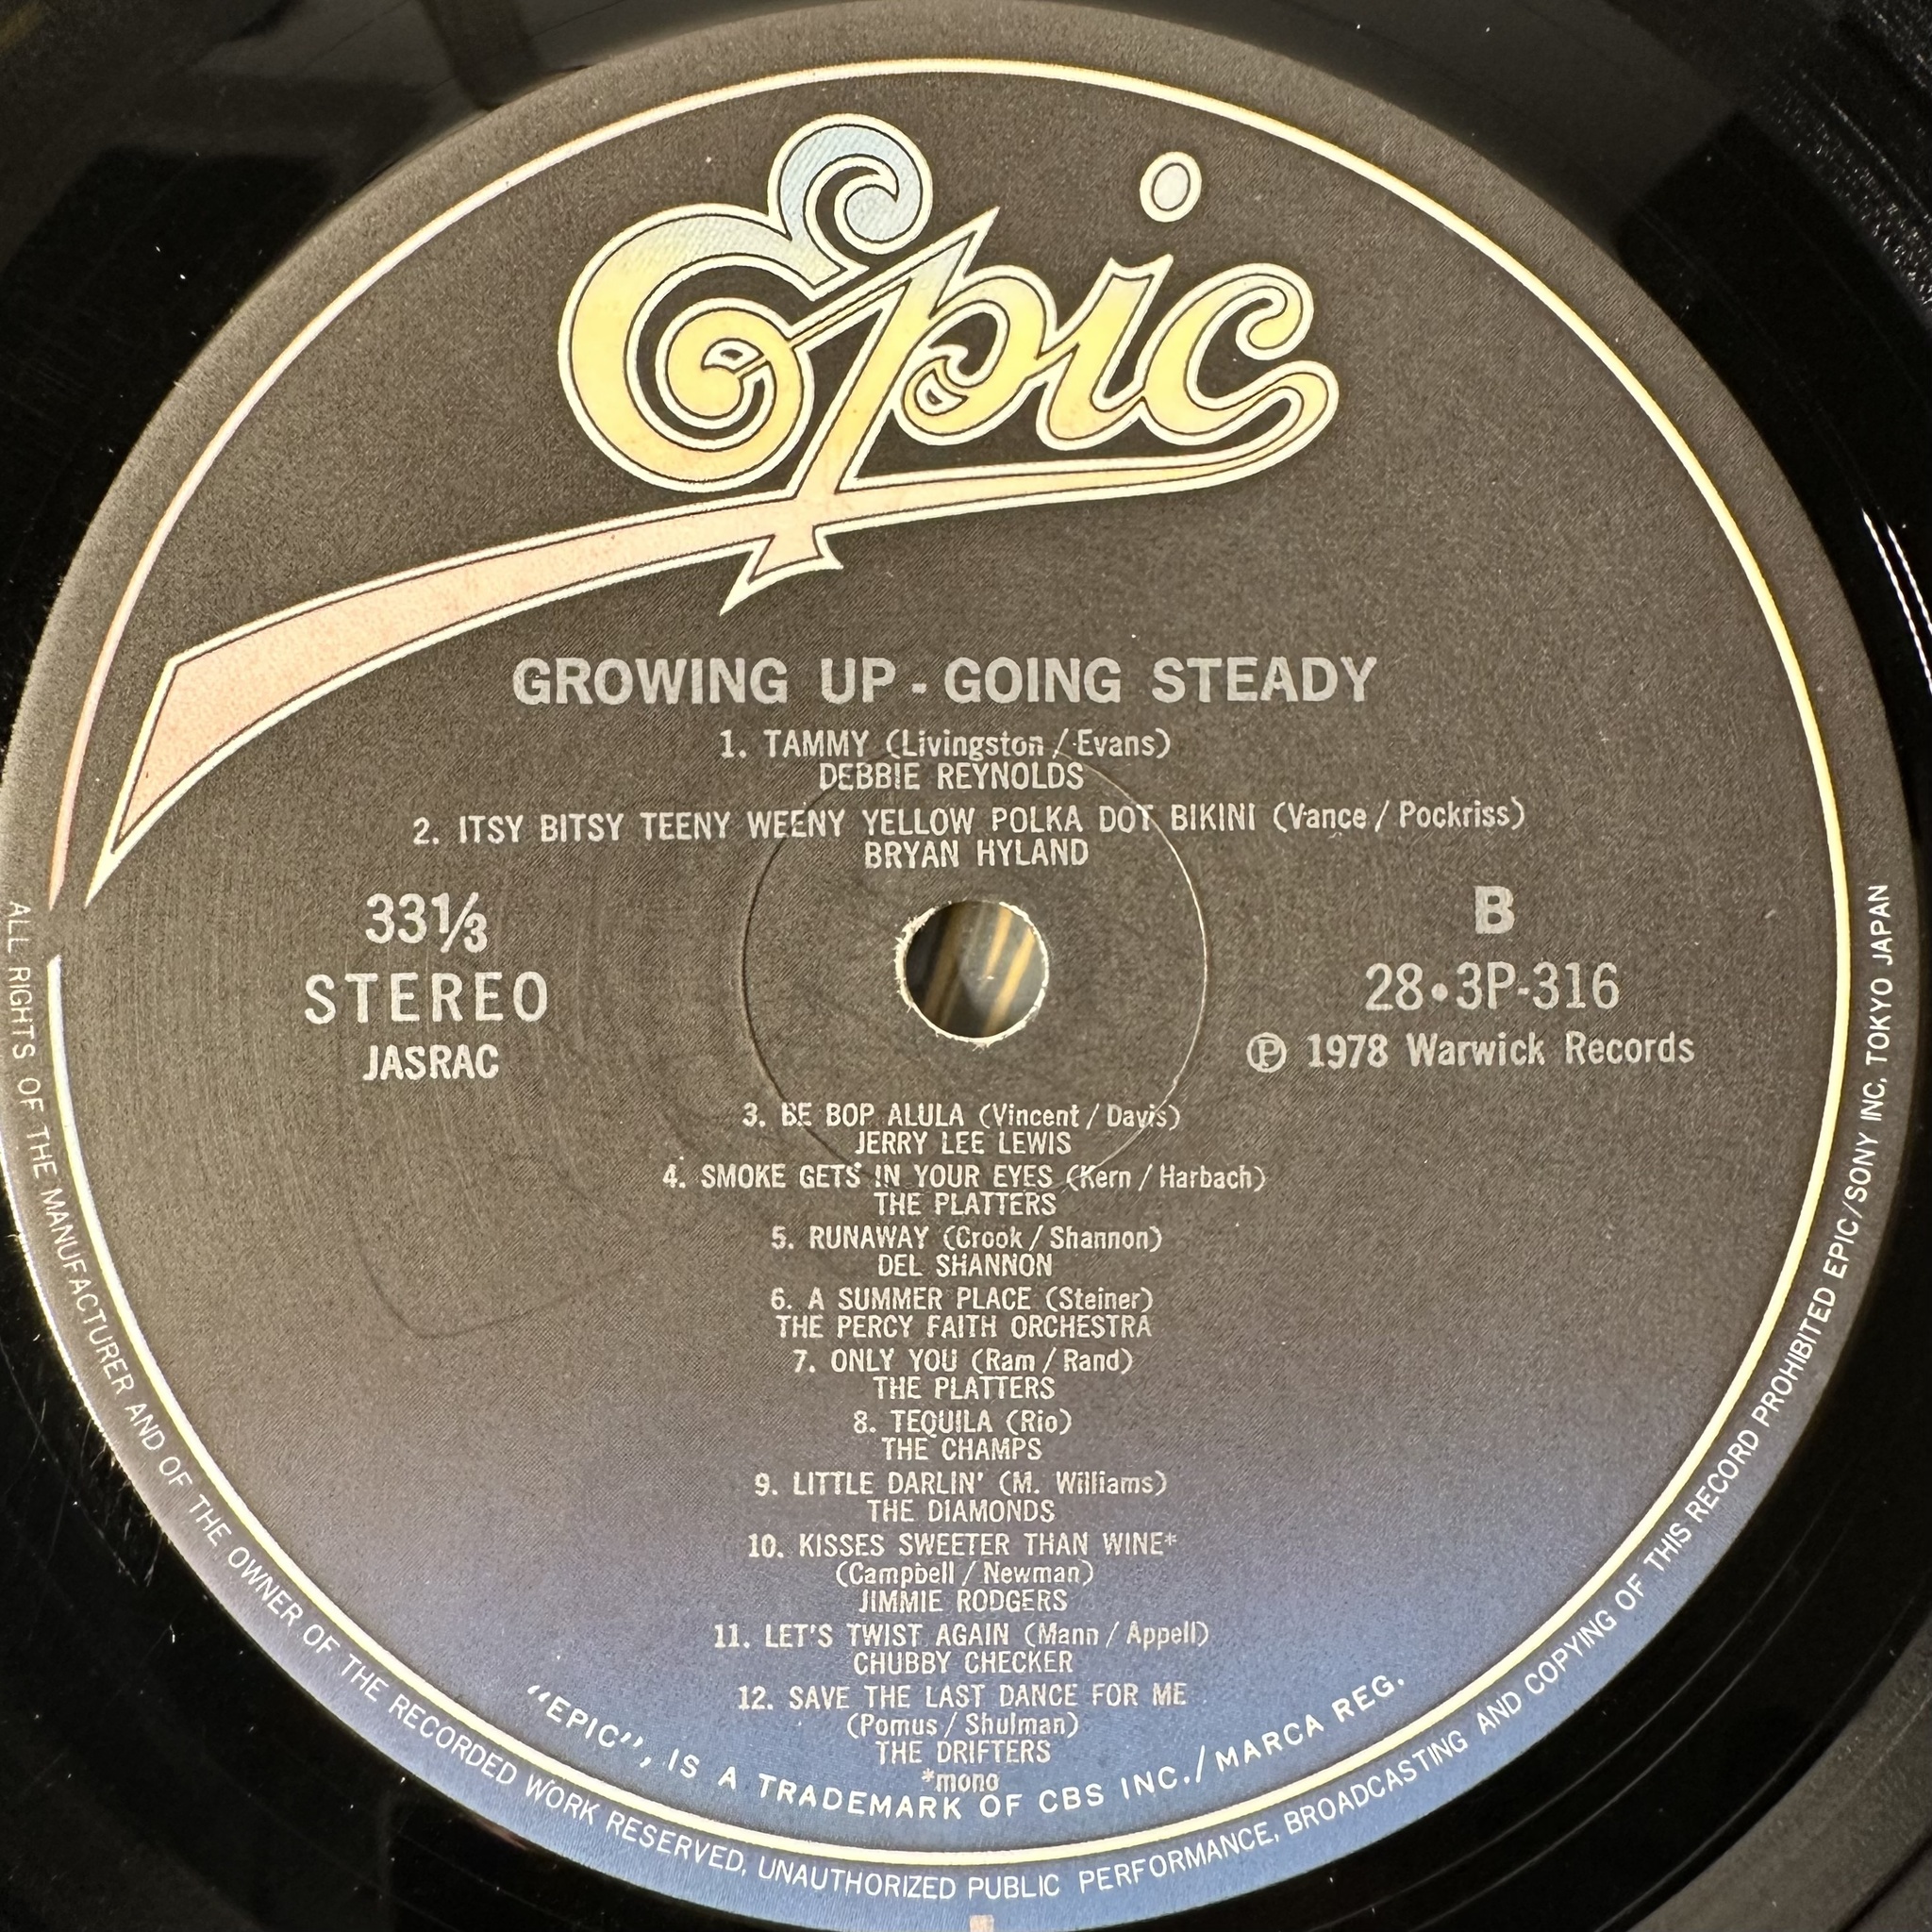 Epic
GROWING UP - GOING STEADY
1. TAMMY (Livingston / Evans)
DEBBIE REYNOLDS
2. ITSY BITSY TEENY WEENY YELLOW POLKA DOT BIKINI (Vance / Pockriss)
BRYAN HYLAND
33⅓
STEREO
JASRAC
B
28•3P-316
Ⓟ 1978 Warwick Records
3. BE BOP ALULA (Vincent / Davis)
JERRY LEE LEWIS
4. SMOKE GETS IN YOUR EYES (Kern / Harbach)
THE PLATTERS
5. RUNAWAY (Crook / Shannon)
DEL SHANNON
6. A SUMMER PLACE (Steiner)
THE PERCY FAITH ORCHESTRA
7. ONLY YOU (Ram / Rand)
THE PLATTERS
8. TEQUILA (Rio)
THE CHAMPS
9. LITTLE DARLIN' (M. Williams)
THE DIAMONDS
10. KISSES SWEETER THAN WINE*
(Campbell / Newman)
JIMMIE RODGERS
11. LET'S TWIST AGAIN (Mann / Appell)
CHUBBY CHECKER
12. SAVE THE LAST DANCE FOR ME
(Pomus / Shulman)
THE DRIFTERS
*mono
"EPIC", IS A TRADEMARK OF CBS INC./MARCA REG.
ALL RIGHTS OF THE MANUFACTURER AND OF THE OWNER OF THE RECORDED WORK RESERVED, UNAUTHORIZED PUBLIC PERFORMANCE, BROADCASTING AND COPYING OF THIS RECORD PROHIBITED EPIC/SONY INC, TOKYO JAPAN